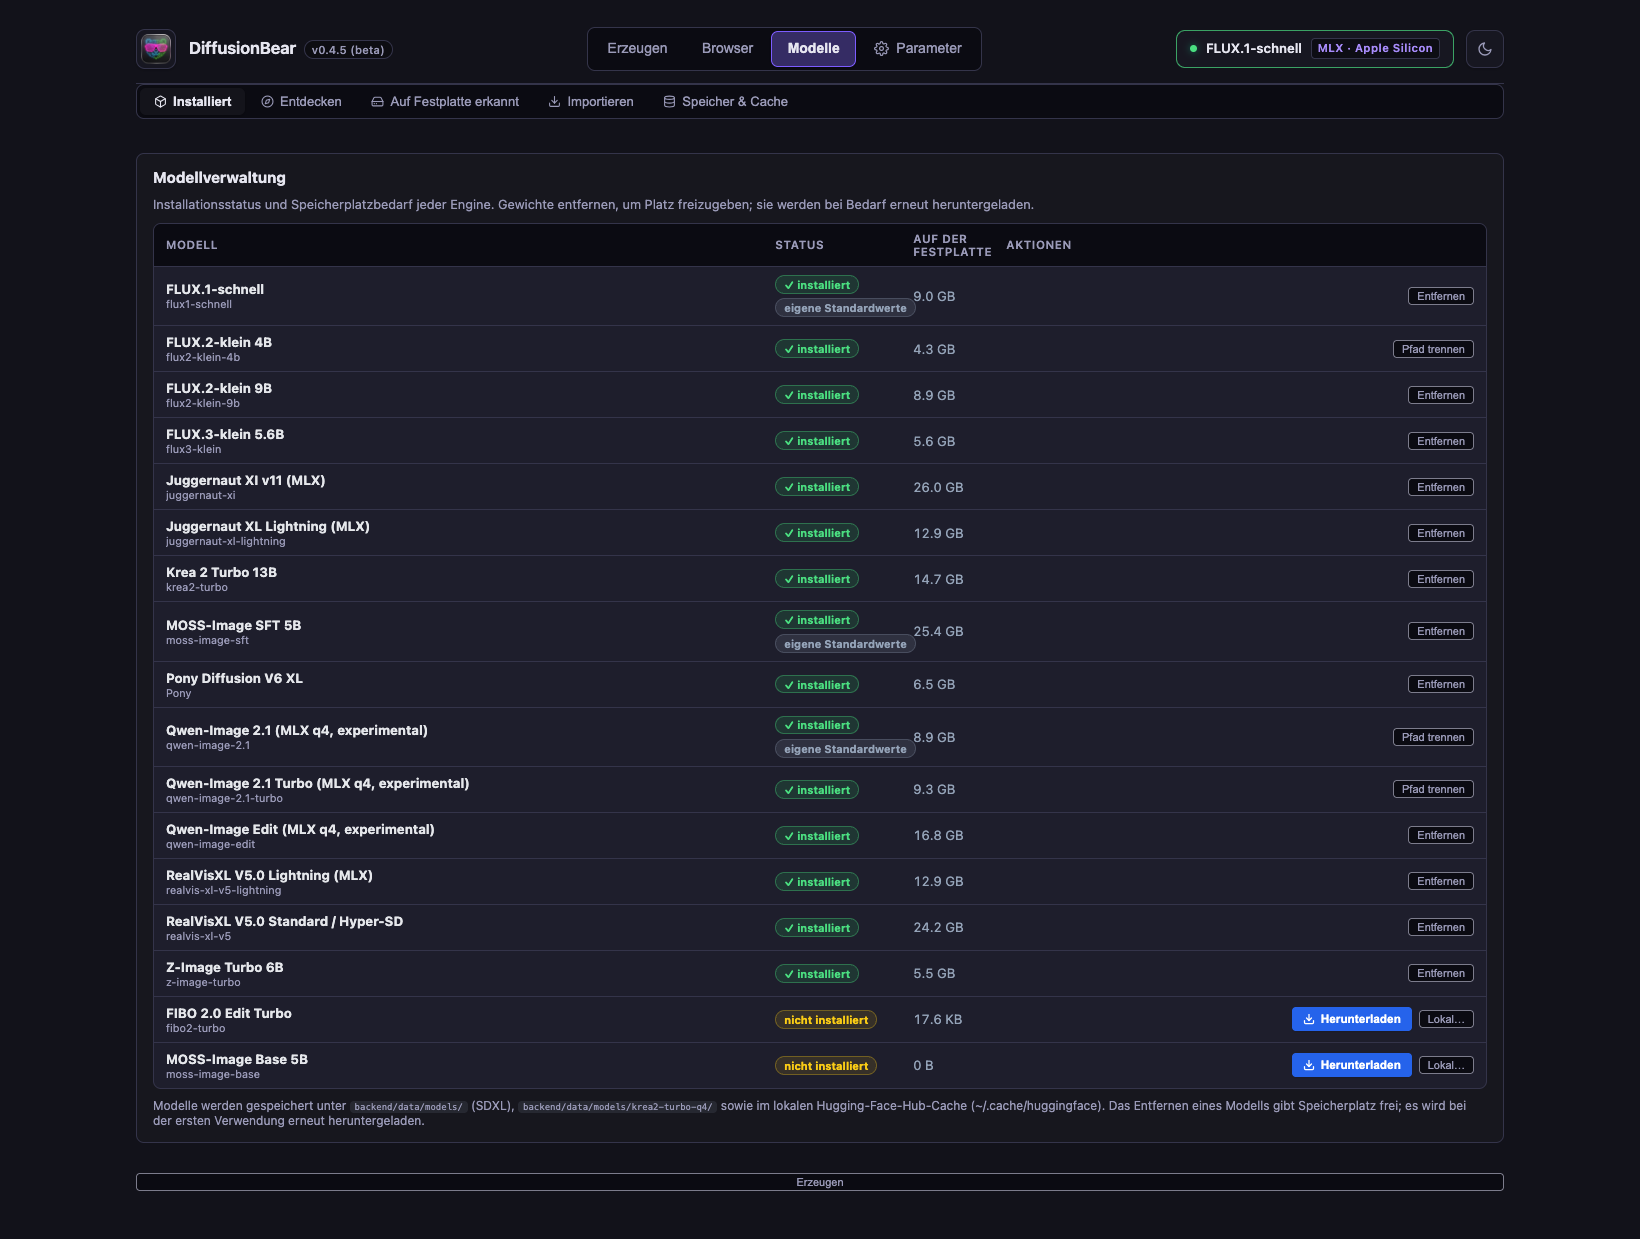 DiffusionBear v0.4.5 (beta)
Erzeugen Browser Modelle Parameter
FLUX.1-schnell MLX · Apple Silicon
Installiert Entdecken Auf Festplatte erkannt Importieren Speicher & Cache
Modellverwaltung
Installationsstatus und Speicherplatzbedarf jeder Engine. Gewichte entfernen, um Platz freizugeben; sie werden bei Bedarf erneut heruntergeladen.
MODELL STATUS AUF DER FESTPLATTE AKTIONEN
FLUX.1-schnell
flux1-schnell
✓ installiert
eigene Standardwerte
9.0 GB
Entfernen
FLUX.2-klein 4B
flux2-klein-4b
✓ installiert
4.3 GB
Pfad trennen
FLUX.2-klein 9B
flux2-klein-9b
✓ installiert
8.9 GB
Entfernen
FLUX.3-klein 5.6B
flux3-klein
✓ installiert
5.6 GB
Entfernen
Juggernaut XI v11 (MLX)
juggernaut-xi
✓ installiert
26.0 GB
Entfernen
Juggernaut XL Lightning (MLX)
juggernaut-xl-lightning
✓ installiert
12.9 GB
Entfernen
Krea 2 Turbo 13B
krea2-turbo
✓ installiert
14.7 GB
Entfernen
MOSS-Image SFT 5B
moss-image-sft
✓ installiert
eigene Standardwerte
25.4 GB
Entfernen
Pony Diffusion V6 XL
Pony
✓ installiert
6.5 GB
Entfernen
Qwen-Image 2.1 (MLX q4, experimental)
qwen-image-2.1
✓ installiert
eigene Standardwerte
8.9 GB
Pfad trennen
Qwen-Image 2.1 Turbo (MLX q4, experimental)
qwen-image-2.1-turbo
✓ installiert
9.3 GB
Pfad trennen
Qwen-Image Edit (MLX q4, experimental)
qwen-image-edit
✓ installiert
16.8 GB
Entfernen
RealVisXL V5.0 Lightning (MLX)
realvis-xl-v5-lightning
✓ installiert
12.9 GB
Entfernen
RealVisXL V5.0 Standard / Hyper-SD
realvis-xl-v5
✓ installiert
24.2 GB
Entfernen
Z-Image Turbo 6B
z-image-turbo
✓ installiert
5.5 GB
Entfernen
FIBO 2.0 Edit Turbo
fibo2-turbo
nicht installiert
17.6 KB
Herunterladen Lokal...
MOSS-Image Base 5B
moss-image-base
nicht installiert
0 B
Herunterladen Lokal...
Modelle werden gespeichert unter backend/data/models/ (SDXL), backend/data/models/krea2-turbo-q4/ sowie im lokalen Hugging-Face-Hub-Cache (~/.cache/huggingface). Das Entfernen eines Modells gibt Speicherplatz frei; es wird bei
der ersten Verwendung erneut heruntergeladen.
Erzeugen